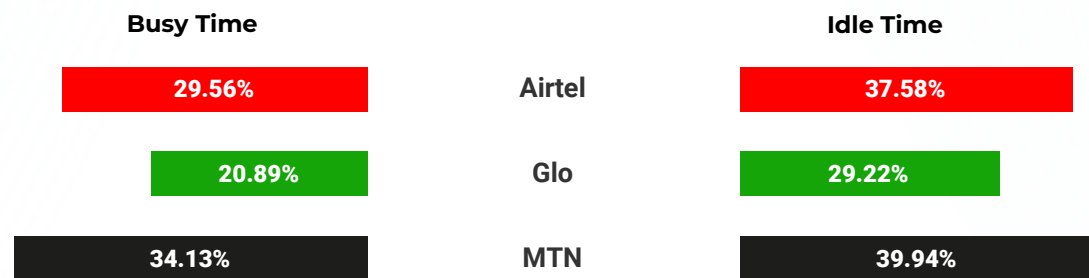 Busy Time Idle Time
29.56% Airtel 37.58%
20.89% Glo 29.22%
34.13% MTN 39.94%